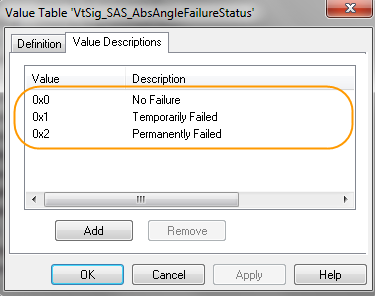 Value Table 'VtSig_SAS_AbsAngleFailureStatus'
Definition Value Descriptions
Value Description
0x0 No Failure
0x1 Temporarily Failed
0x2 Permanently Failed
Add Remove
OK Cancel Apply Help